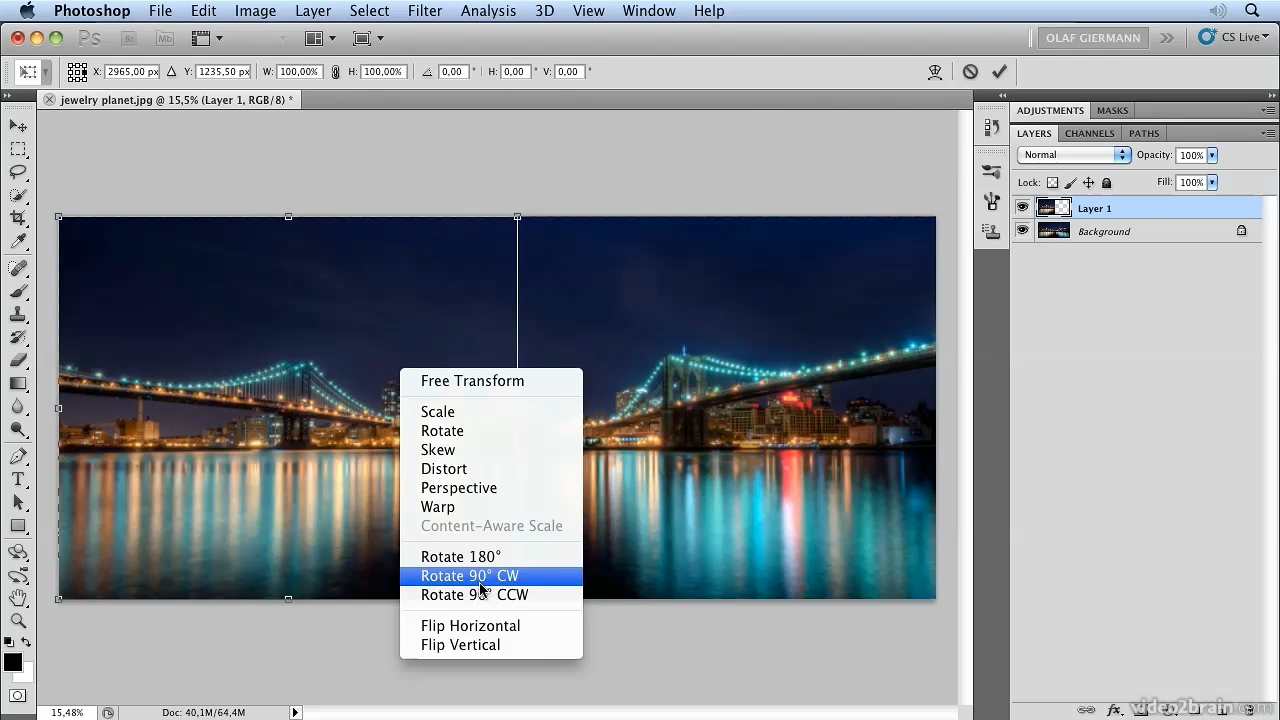 Photoshop File Edit Image Layer Select Filter Analysis 3D View Window Help
Ps Br Mb OLAF GIERMANN CS Live
X: 2965,00 px Y: 1235,50 px W: 100,00% H: 100,00% 0,00 ° H: 0,00 ° V: 0,00 °
jewelry planet.jpg @ 15,5% (Layer 1, RGB/8) *
ADJUSTMENTS MASKS
LAYERS CHANNELS PATHS
Normal Opacity: 100%
Lock: Fill: 100%
Layer 1
Background
Free Transform
Scale
Rotate
Skew
Distort
Perspective
Warp
Content-Aware Scale
Rotate 180°
Rotate 90° CW
Rotate 90° CCW
Flip Horizontal
Flip Vertical
15,48% Doc: 40,1M/64,4M
video2brain.com